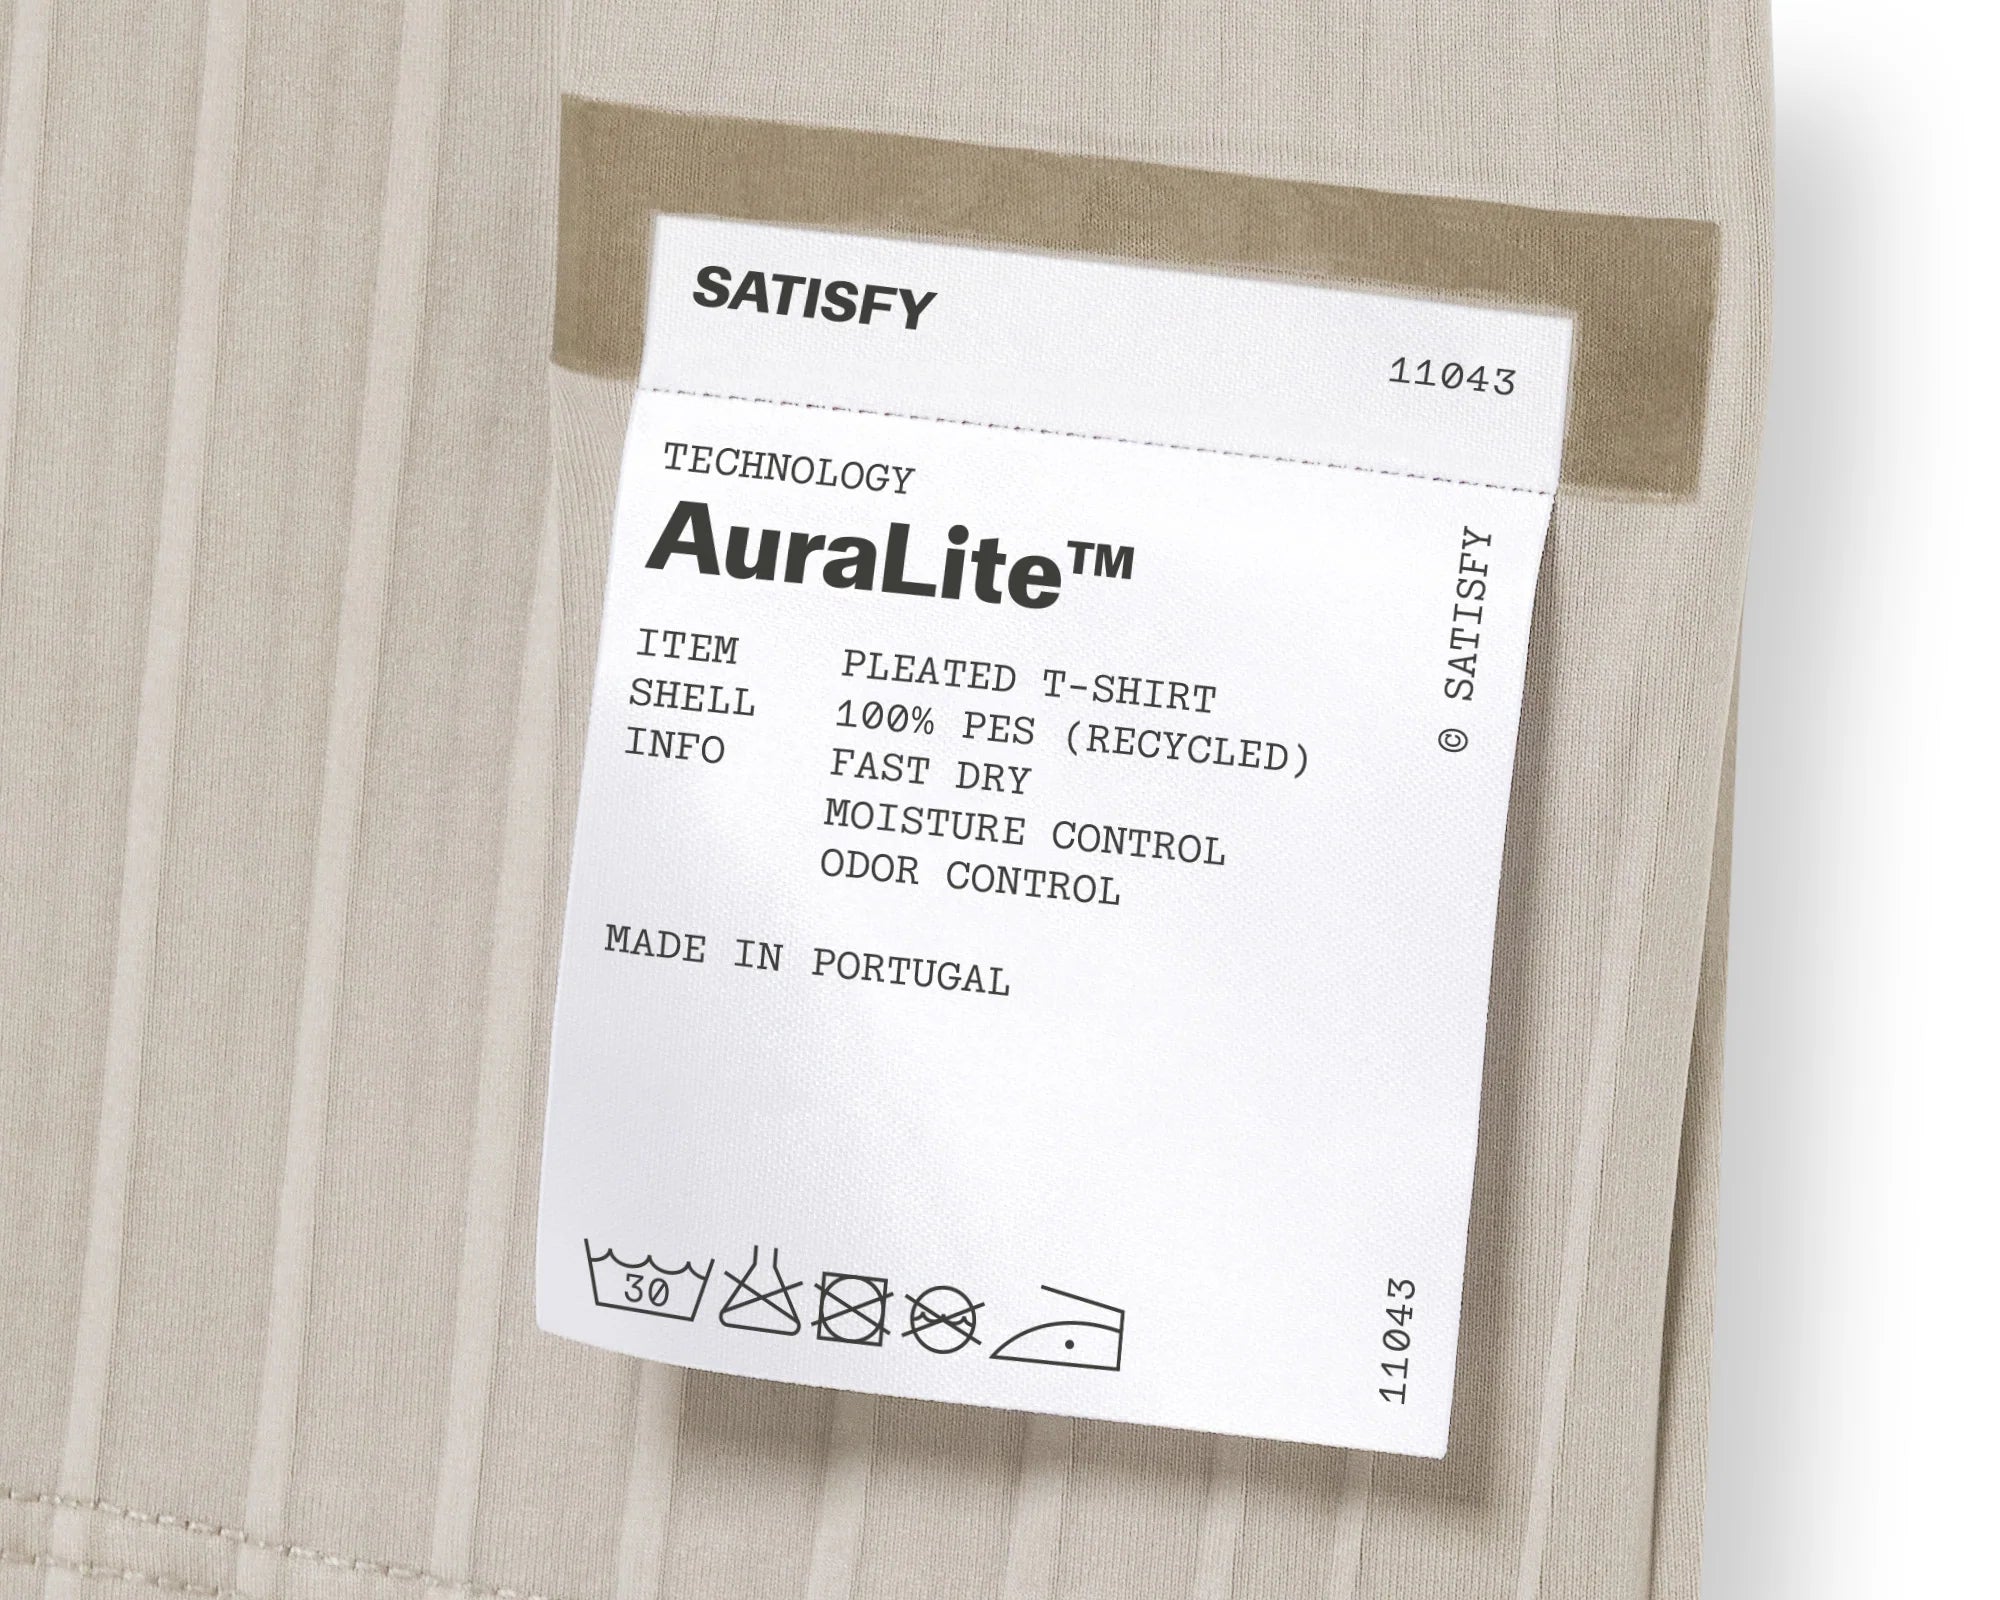 SATISFY
11043
TECHNOLOGY
AuraLite™
ITEM PLEATED T-SHIRT
SHELL 100% PES (RECYCLED)
INFO FAST DRY
MOISTURE CONTROL
ODOR CONTROL
MADE IN PORTUGAL
© SATISFY
30
11043